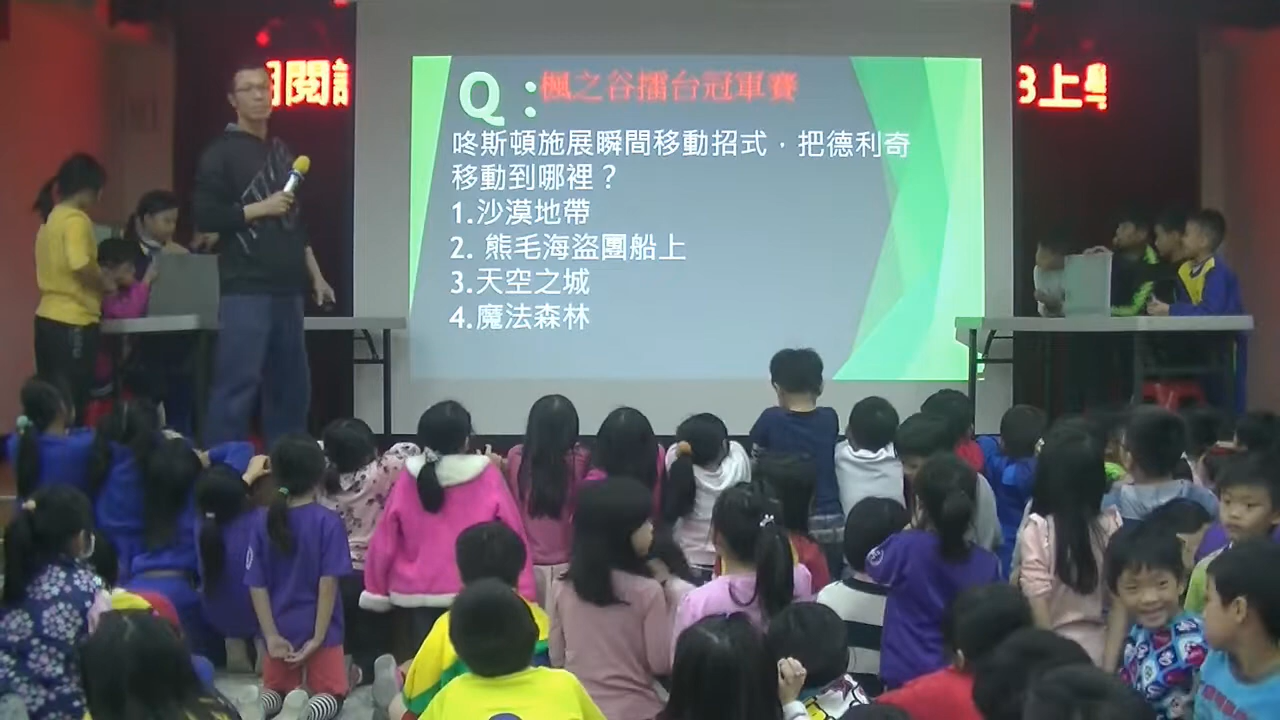 月閱讀
3上學
Q：楓之谷擂台冠軍賽
咚斯頓施展瞬間移動招式，把德利奇
移動到哪裡？
1.沙漠地帶
2. 熊毛海盜團船上
3.天空之城
4.魔法森林